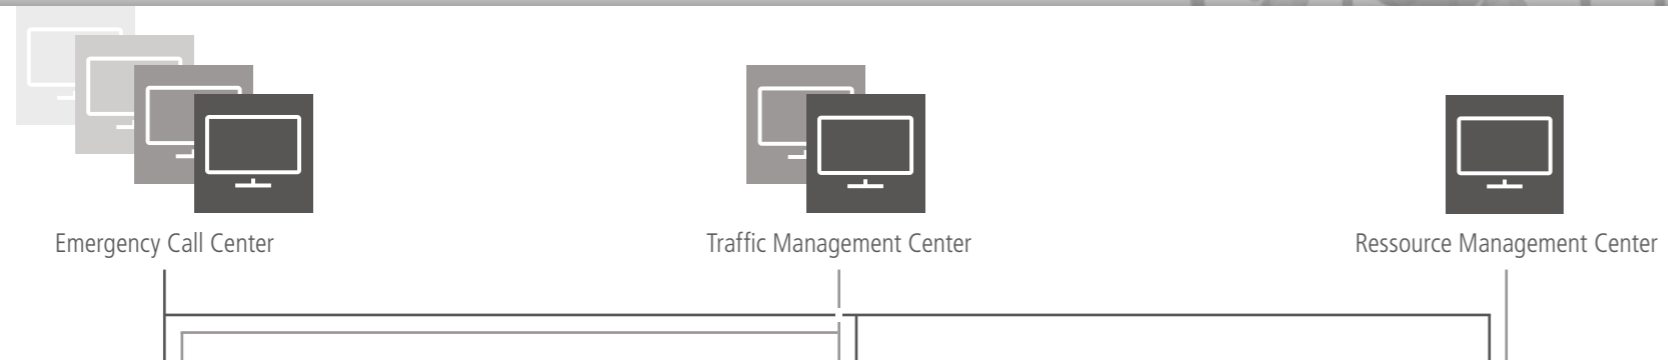 Emergency Call Center
Traffic Management Center
Ressource Management Center